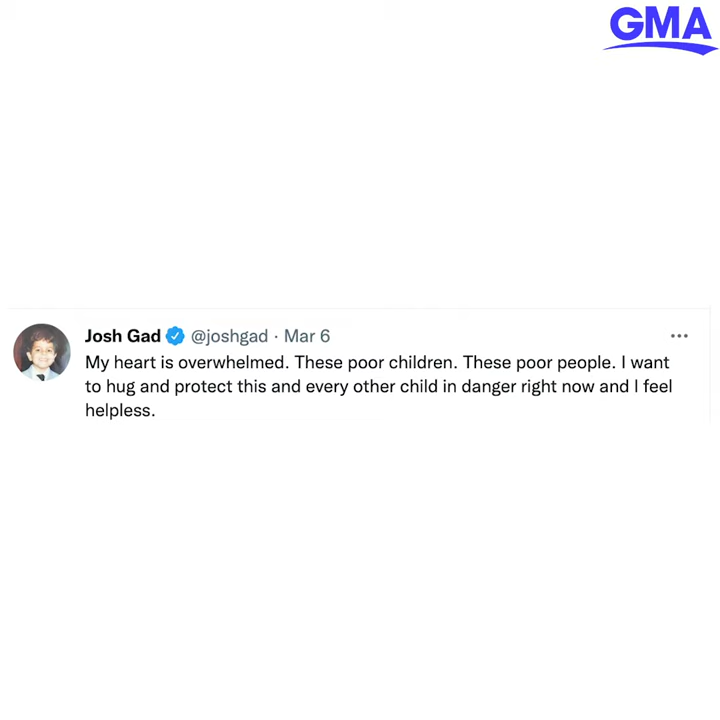 GMA
Josh Gad @joshgad · Mar 6
My heart is overwhelmed. These poor children. These poor people. I want
to hug and protect this and every other child in danger right now and I feel
helpless.